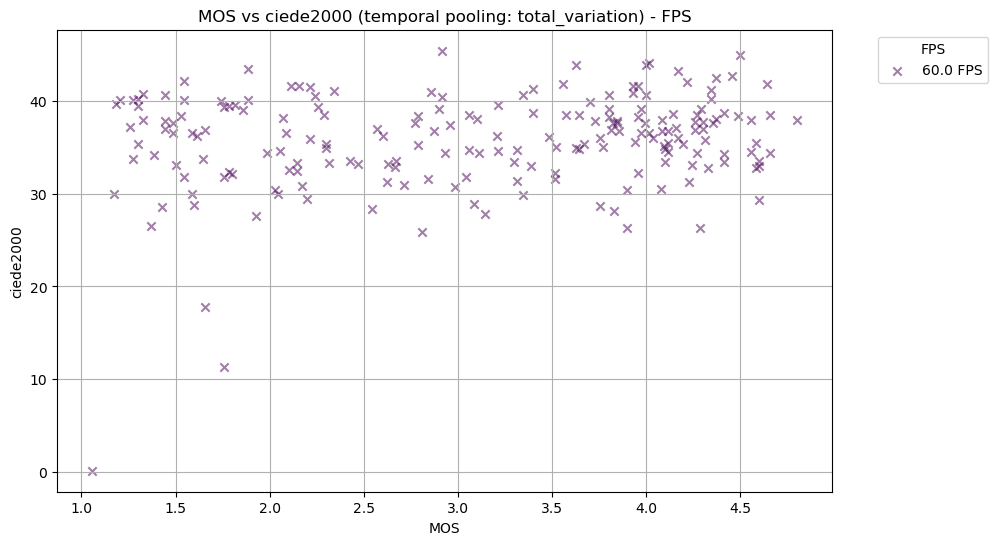 MOS vs ciede2000 (temporal pooling: total_variation) - FPS
FPS
60.0 FPS
ciede2000
40
30
20
10
0
1.0 1.5 2.0 2.5 3.0 3.5 4.0 4.5
MOS